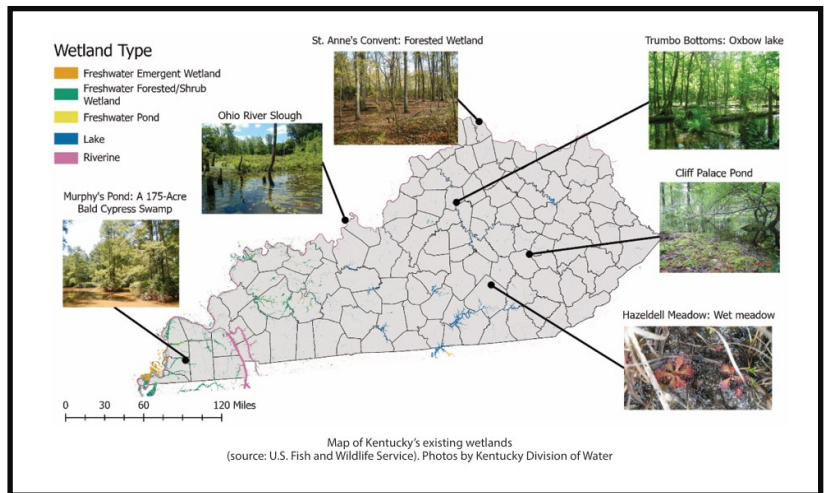 Wetland Type
Freshwater Emergent Wetland
Freshwater Forested/Shrub
Wetland
Freshwater Pond
Lake
Riverine
St. Anne's Convent: Forested Wetland
Trumbo Bottoms: Oxbow lake
Ohio River Slough
Cliff Palace Pond
Murphy's Pond: A 175-Acre
Bald Cypress Swamp
Hazeldell Meadow: Wet meadow
0 30 60 120 Miles
Map of Kentucky's existing wetlands
(source: U.S. Fish and Wildlife Service). Photos by Kentucky Division of Water